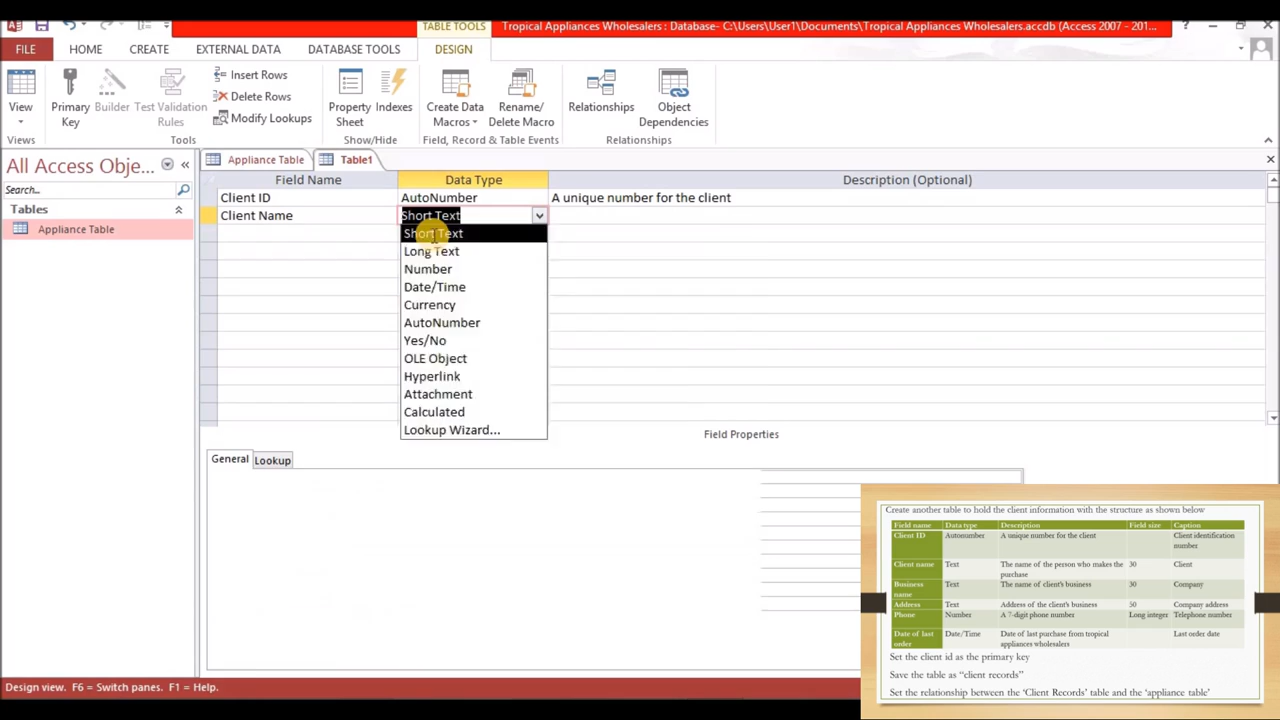 TABLE TOOLS
Tropical Appliances Wholesalers : Database- C:\Users\User1\Documents\Tropical Appliances Wholesalers.accdb (Access 2007 - 201...
FILE HOME CREATE EXTERNAL DATA DATABASE TOOLS DESIGN
View
Primary Key
Builder
Test Validation Rules
Insert Rows
Delete Rows
Modify Lookups
Property Sheet
Indexes
Create Data Macros
Rename/ Delete Macro
Relationships
Object Dependencies
Views Tools Show/Hide Field, Record & Table Events Relationships
All Access Obje...
Search...
Tables
Appliance Table
Appliance Table Table1
Field Name Data Type Description (Optional)
Client ID AutoNumber A unique number for the client
Client Name Short Text
Short Text
Long Text
Number
Date/Time
Currency
AutoNumber
Yes/No
OLE Object
Hyperlink
Attachment
Calculated
Lookup Wizard...
Field Properties
General Lookup
Create another table to hold the client information with the structure as shown below
Field name Data type Description Field size Caption
Client ID Autonumber A unique number for the client Client identification number
Client name Text The name of the person who makes the purchase 30 Client
Business name Text The name of client's business 30 Company
Address Text Address of the client's business 50 Company address
Phone Number A 7-digit phone number Long integer Telephone number
Date of last order Date/Time Date of last purchase from tropical appliances wholesalers Last order date
Set the client id as the primary key
Save the table as “client records”
Set the relationship between the ‘Client Records’ table and the ‘appliance table’
Design view. F6 = Switch panes. F1 = Help.